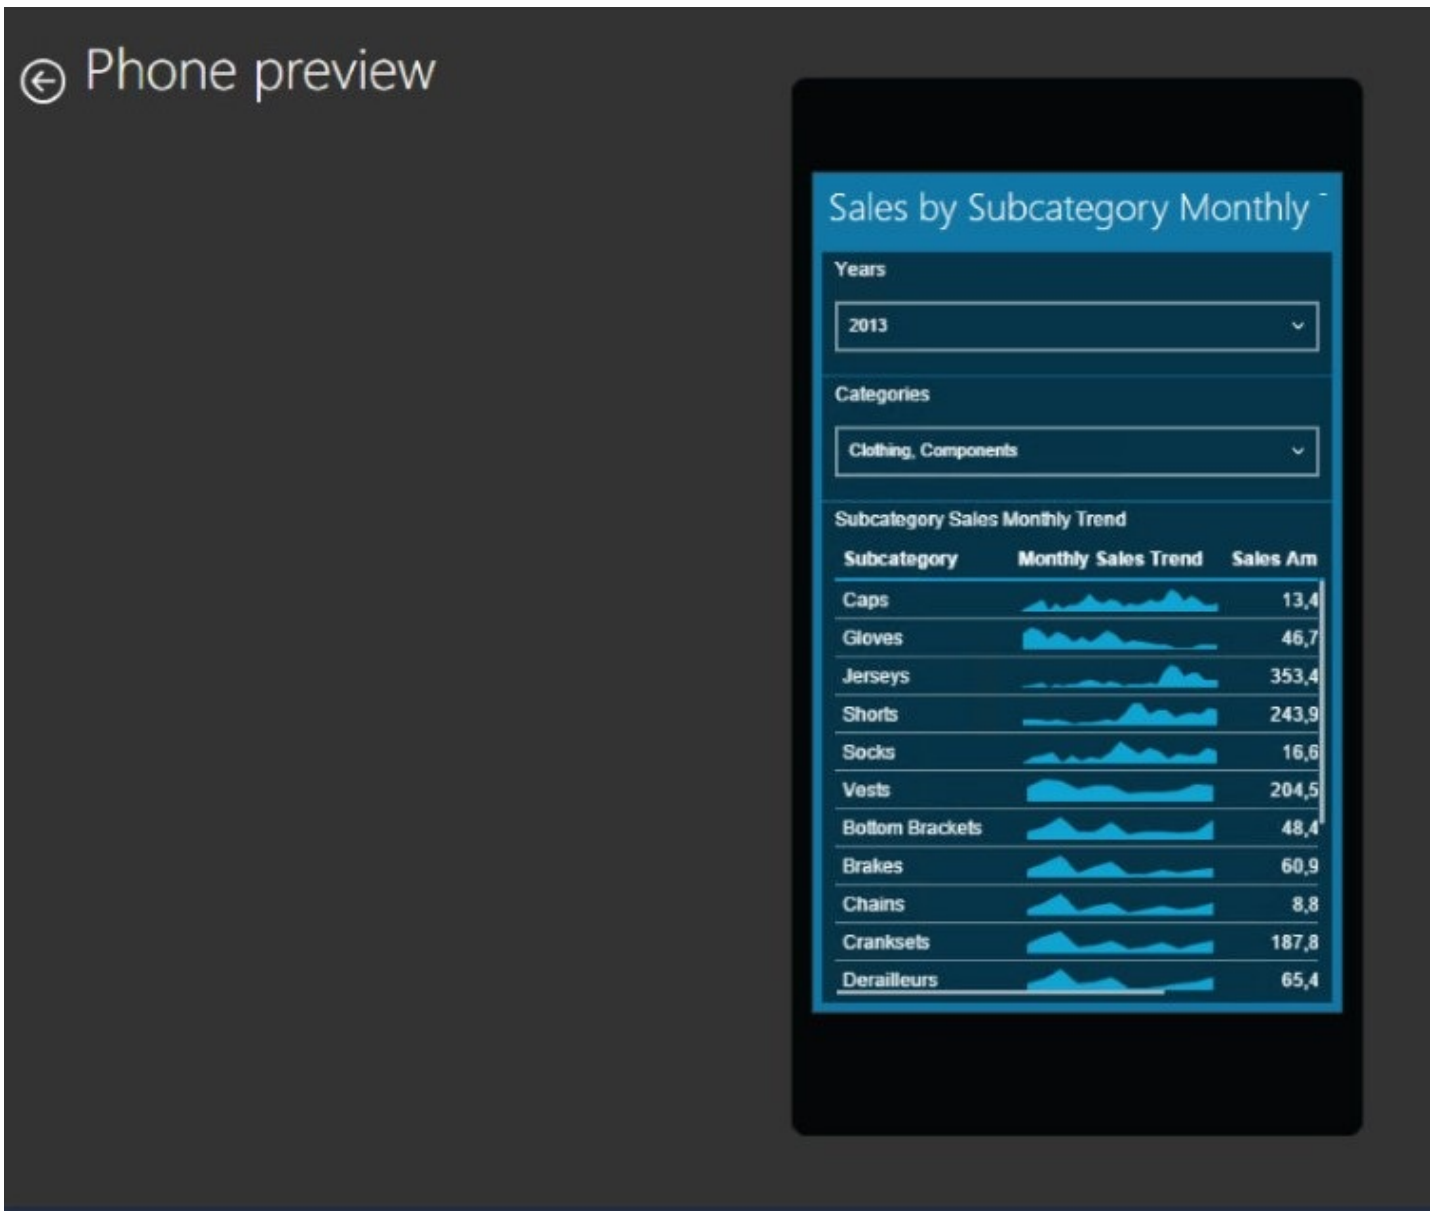 Phone preview
Sales by Subcategory Monthly
Years
2013
Categories
Clothing, Components
Subcategory Sales Monthly Trend
Subcategory Monthly Sales Trend Sales Am
Caps 13,4
Gloves 46,7
Jerseys 353,4
Shorts 243,9
Socks 16,6
Vests 204,5
Bottom Brackets 48,4
Brakes 60,9
Chains 8,8
Cranksets 187,8
Derailleurs 65,4